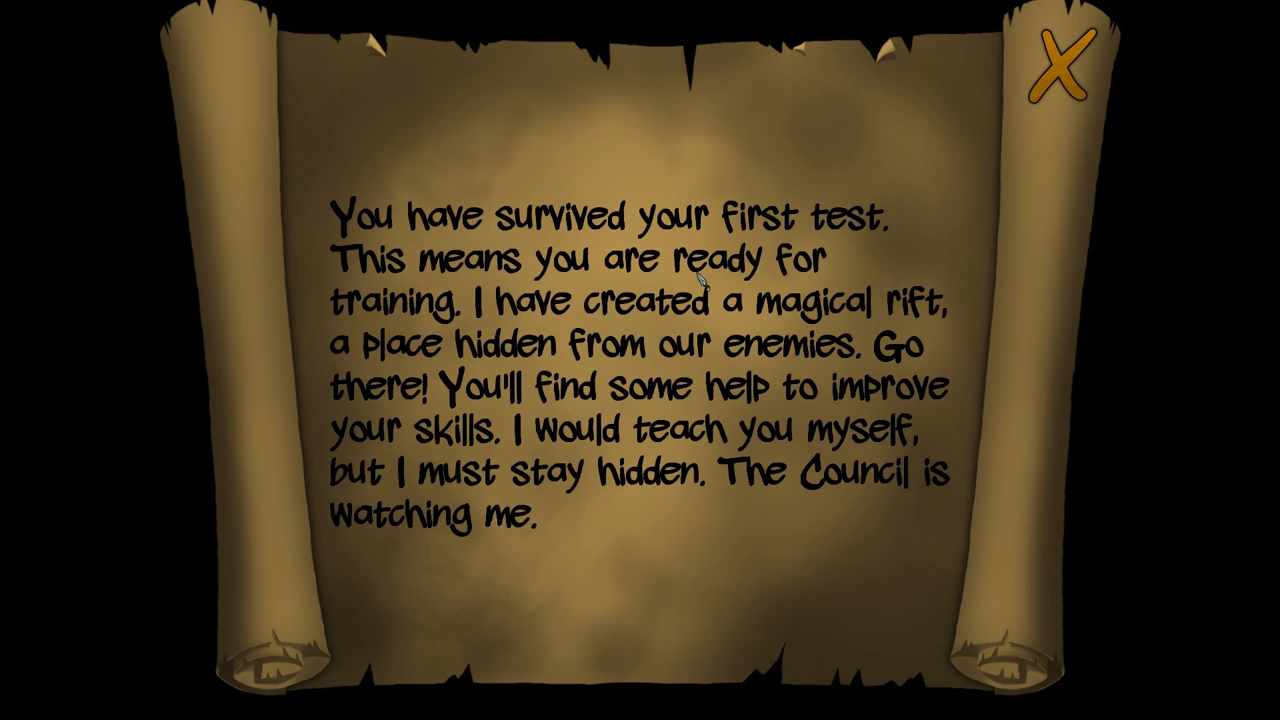 You have survived your first test.
This means you are ready for
training. I have created a magical rift,
a place hidden from our enemies. Go
there! You'll find some help to improve
your skills. I would teach you myself,
but I must stay hidden. The Council is
watching me.